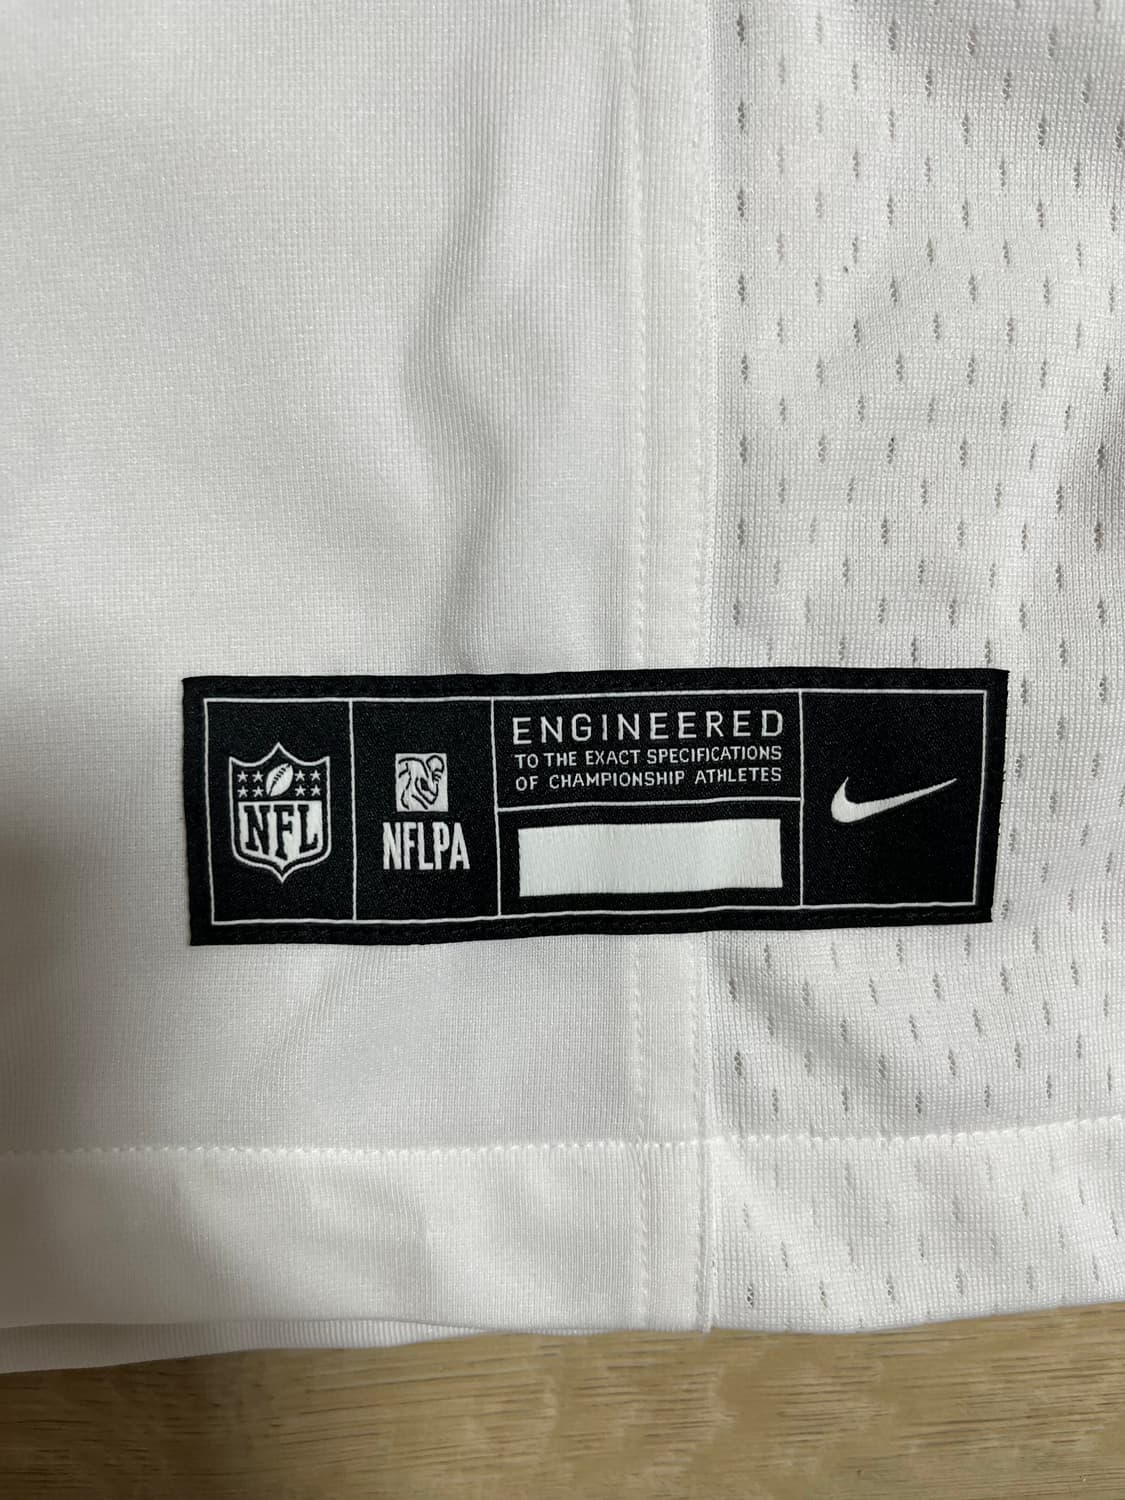 NFL
NFLPA
ENGINEERED
TO THE EXACT SPECIFICATIONS
OF CHAMPIONSHIP ATHLETES